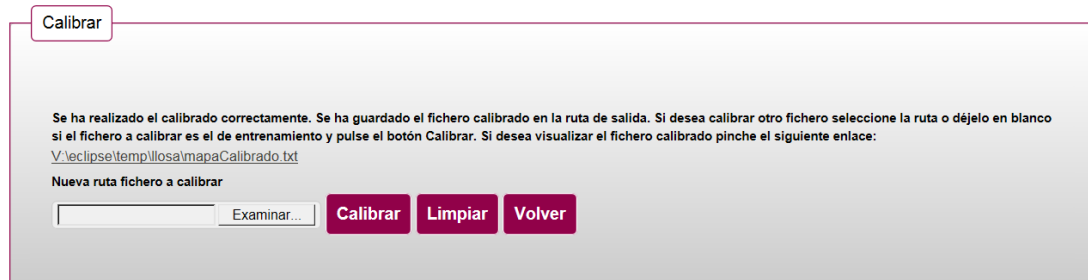 Calibrar
Se ha realizado el calibrado correctamente. Se ha guardado el fichero calibrado en la ruta de salida. Si desea calibrar otro fichero seleccione la ruta o déjelo en blanco
si el fichero a calibrar es el de entrenamiento y pulse el botón Calibrar. Si desea visualizar el fichero calibrado pinche el siguiente enlace:
V:\eclipse\temp\llosa\mapaCalibrado.txt
Nueva ruta fichero a calibrar
Examinar... Calibrar Limpiar Volver